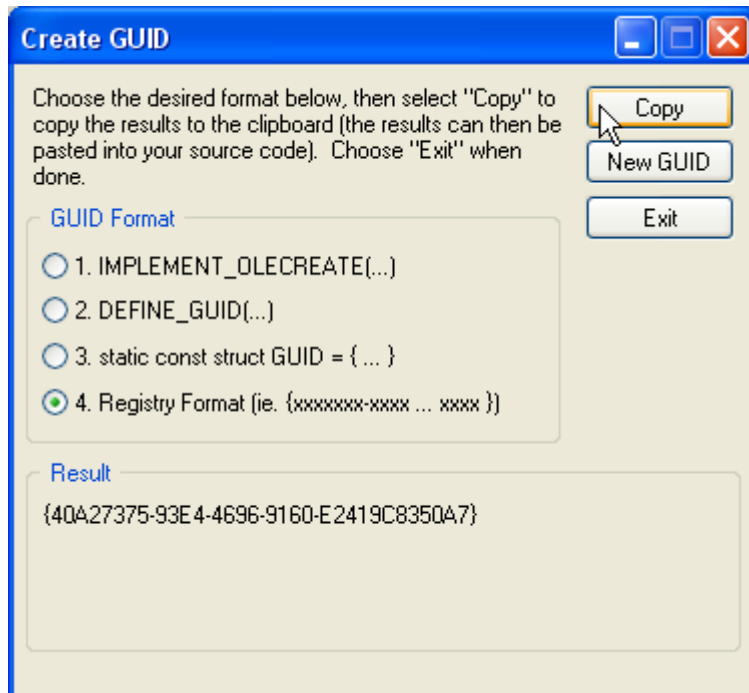 Create GUID
Choose the desired format below, then select "Copy" to
copy the results to the clipboard (the results can then be
pasted into your source code).  Choose "Exit" when
done.
Copy
New GUID
Exit
GUID Format
1. IMPLEMENT_OLECREATE(...)
2. DEFINE_GUID(...)
3. static const struct GUID = { ... }
4. Registry Format (ie. {xxxxxxx-xxxx ... xxxx })
Result
{40A27375-93E4-4696-9160-E2419C8350A7}